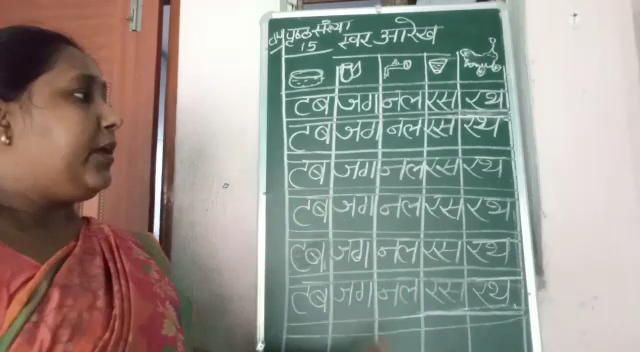 पृष्ठ संख्या
15
स्वर आरेख
टब जग नल रस रथ
टब जग नल रस रथ
टब जग नल रस रथ
टब जग नल रस रथ
टब जग नल रस रथ
टब जग नल रस रथ